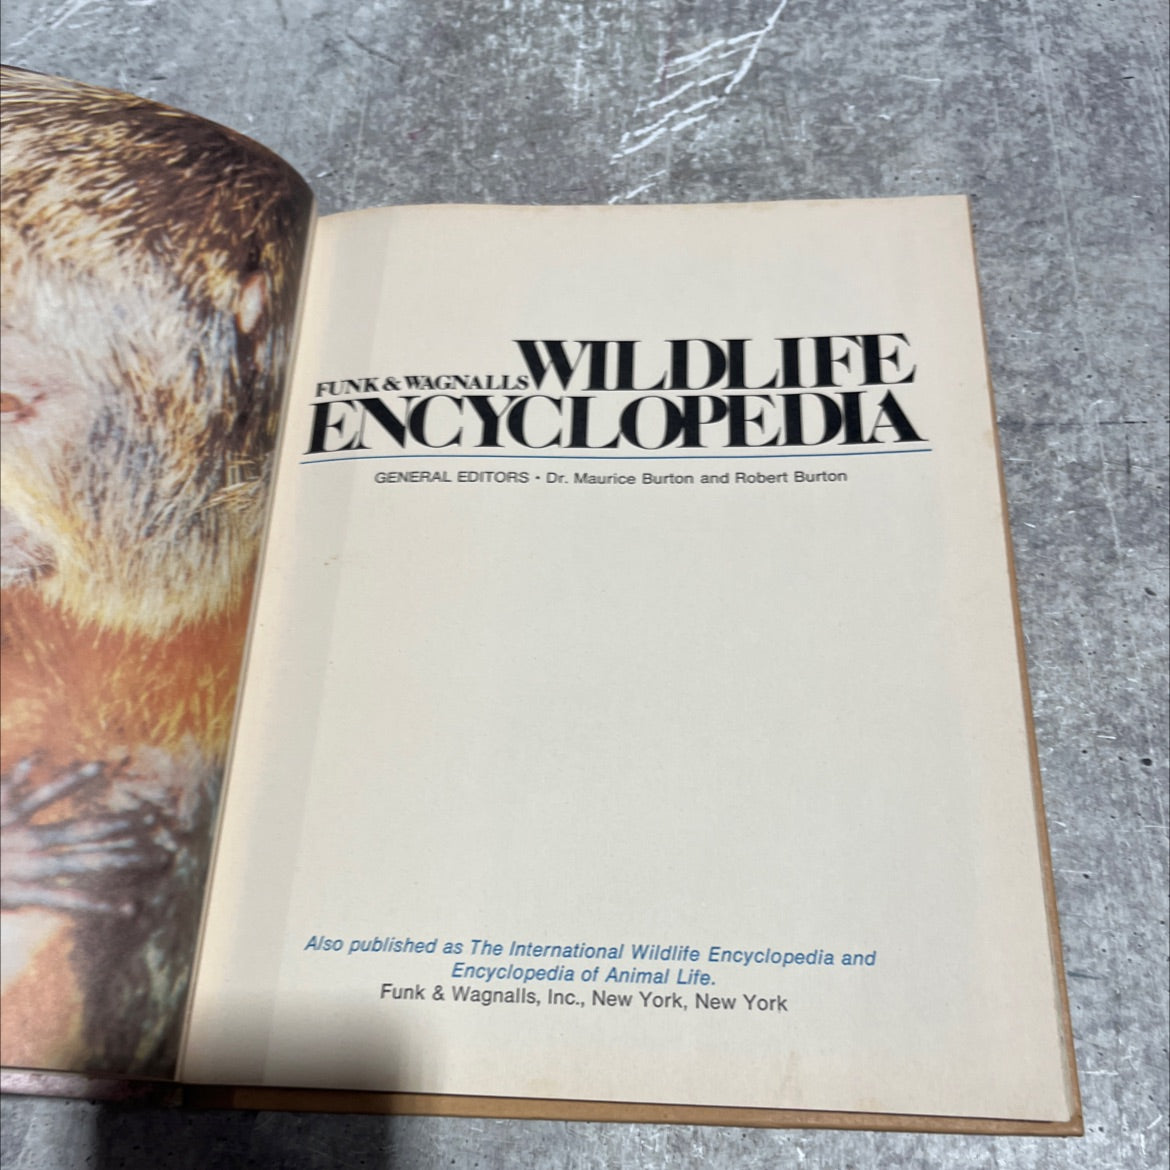 FUNK & WAGNALLS WILDLIFE
ENCYCLOPEDIA
GENERAL EDITORS • Dr. Maurice Burton and Robert Burton
Also published as The International Wildlife Encyclopedia and
Encyclopedia of Animal Life.
Funk & Wagnalls, Inc., New York, New York